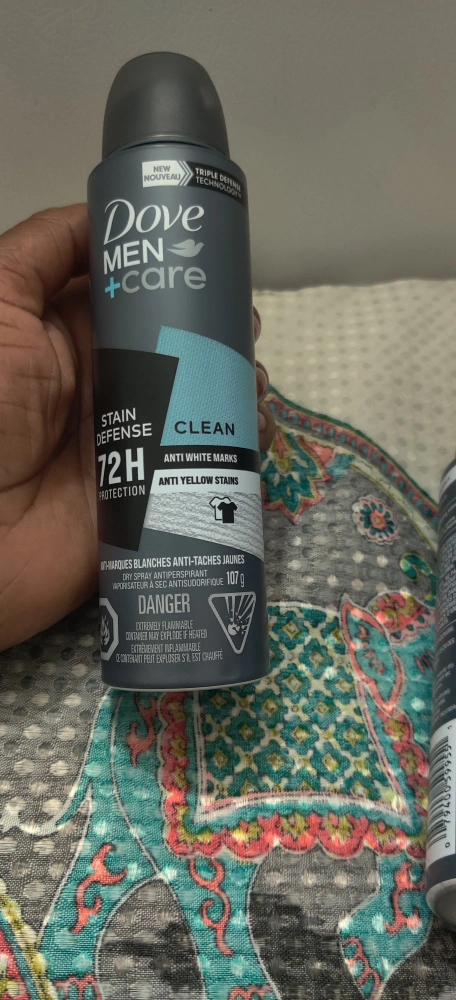 NEW
NOUVEAU
TRIPLE DEFENSE
TECHNOLOGY
Dove
MEN
+care
STAIN
DEFENSE
72H
PROTECTION
CLEAN
ANTI WHITE MARKS
ANTI YELLOW STAINS
ANTI-MARQUES BLANCHES ANTI-TACHES JAUNES
DRY SPRAY ANTIPERSPIRANT
VAPORISATEUR À SEC ANTISUDORIFIQUE
107 g
DANGER
EXTREMELY FLAMMABLE
CONTAINER MAY EXPLODE IF HEATED
EXTRÊMEMENT INFLAMMABLE
CE CONTENANT PEUT EXPLOSER S'IL EST CHAUFFÉ